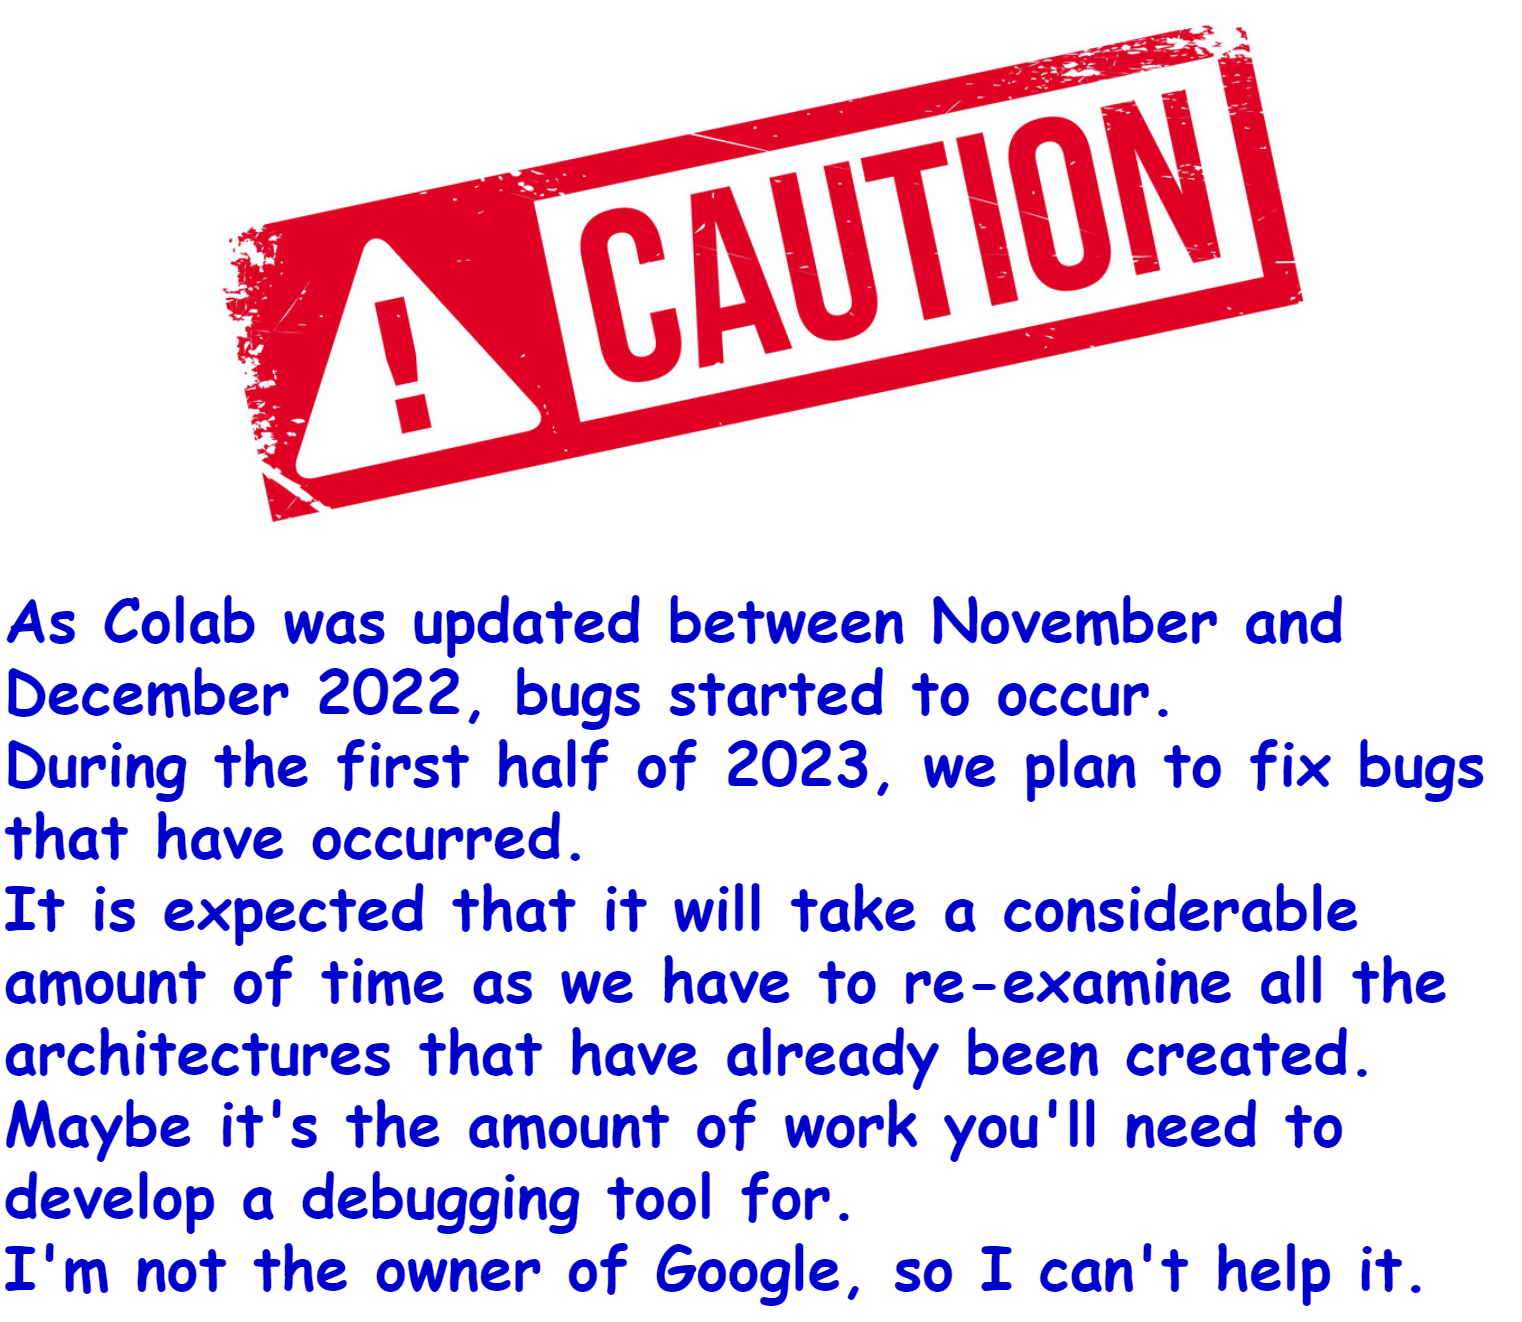 ! CAUTION
As Colab was updated between November and
December 2022, bugs started to occur.
During the first half of 2023, we plan to fix bugs
that have occurred.
It is expected that it will take a considerable
amount of time as we have to re-examine all the
architectures that have already been created.
Maybe it's the amount of work you'll need to
develop a debugging tool for.
I'm not the owner of Google, so I can't help it.